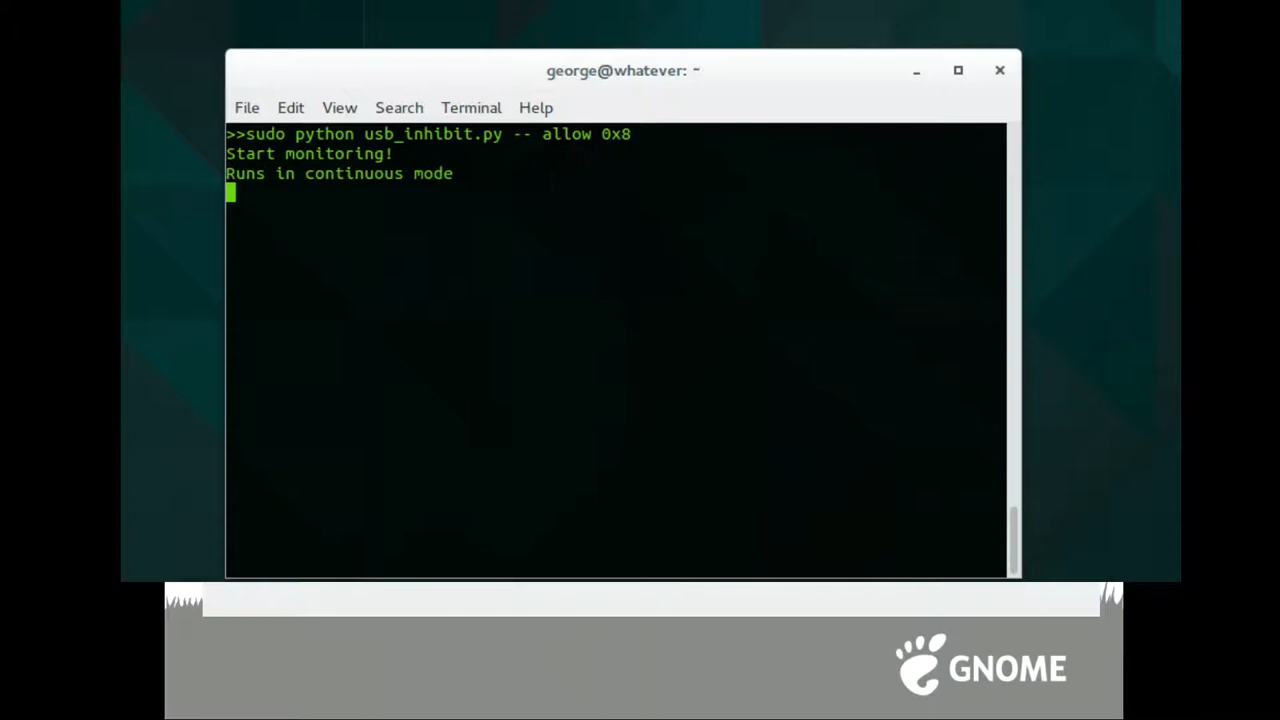 george@whatever: ~
File Edit View Search Terminal Help
>>sudo python usb_inhibit.py -- allow 0x8
Start monitoring!
Runs in continuous mode
GNOME